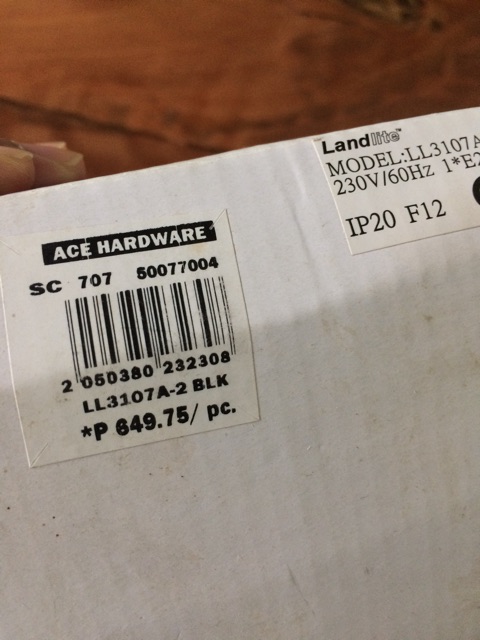 Landlite
MODEL:LL3107A
230V/60Hz 1*E2
IP20 F12
ACE HARDWARE
SC 707 50077004
2 050380 232308
LL3107A-2 BLK
*P 649.75/ pc.